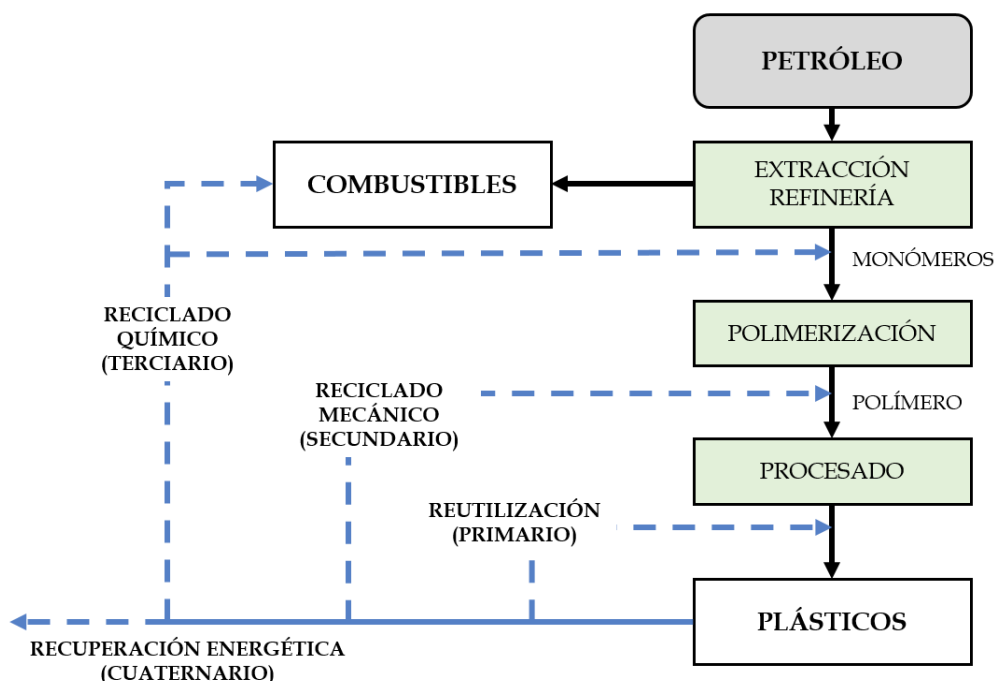 PETRÓLEO
EXTRACCIÓN
REFINERÍA
COMBUSTIBLES
MONÓMEROS
RECICLADO
QUÍMICO
(TERCIARIO)
POLIMERIZACIÓN
RECICLADO
MECÁNICO
(SECUNDARIO)
POLÍMERO
PROCESADO
REUTILIZACIÓN
(PRIMARIO)
PLÁSTICOS
RECUPERACIÓN ENERGÉTICA
(CUATERNARIO)